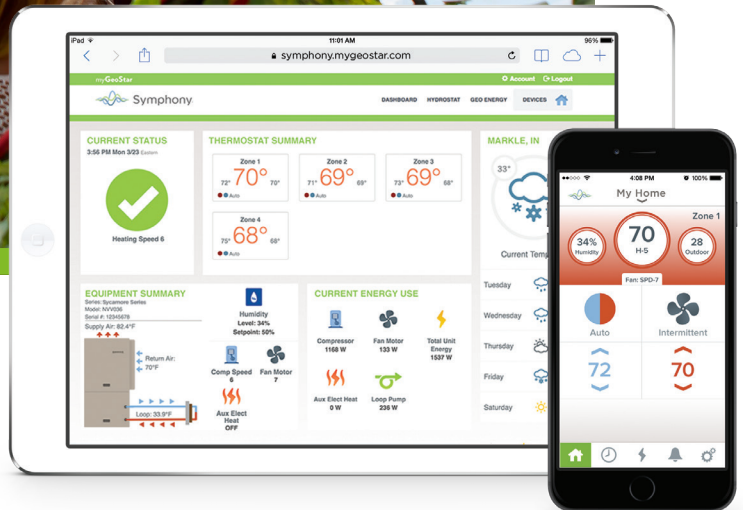 iPad 11:01 AM 96%
symphony.mygeostar.com
myGeoStar Account Logout
Symphony DASHBOARD HYDROSTAT GEO ENERGY DEVICES
CURRENT STATUS
3:56 PM Mon 3/23 Eastern
Heating Speed 6
THERMOSTAT SUMMARY
Zone 1
72° 70° 70°
Auto
Zone 2
71° 69° 69°
Auto
Zone 3
73° 69° 68°
Auto
Zone 4
75° 68° 68°
Auto
MARKLE, IN
33°
Current Temp
Tuesday
Wednesday
Thursday
Friday
Saturday
EQUIPMENT SUMMARY
Series: Sycamore Series
Model: NVV036
Serial #: 12345678
Supply Air: 82.4°F
Return Air:
70°F
Loop: 33.9°F
Humidity
Level: 34%
Setpoint: 50%
Comp Speed
6
Fan Motor
7
Aux Elect
Heat
OFF
CURRENT ENERGY USE
Compressor
1168 W
Fan Motor
133 W
Total Unit
Energy
1537 W
Aux Elect Heat
0 W
Loop Pump
236 W
4:08 PM 100%
My Home
Zone 1
34%
Humidity
70
H-5
28
Outdoor
Fan: SPD-7
Auto
Intermittent
72
70